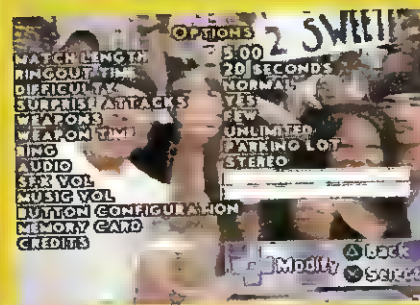 OPTIONS
2 SWEET
MATCH LENGTH 5:00
RINGOUT TIME 20 SECONDS
DIFFICULTY NORMAL
SURPRISE ATTACKS YES
WEAPONS FEW
WEAPON TIME UNLIMITED
RING PARKING LOT
AUDIO STEREO
SFX VOL
MUSIC VOL
BUTTON CONFIGURATION
MEMORY CARD
CREDITS
Modify
Back
Select